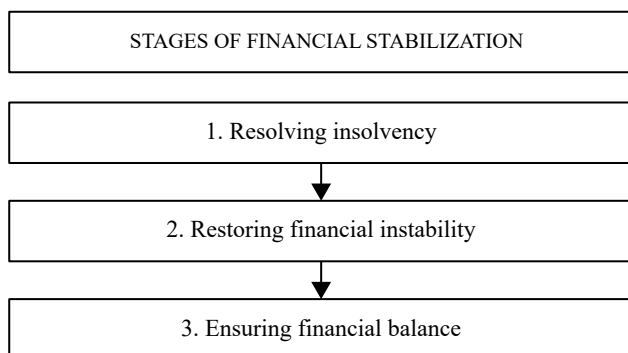 STAGES OF FINANCIAL STABILIZATION
1. Resolving insolvency
2. Restoring financial instability
3. Ensuring financial balance